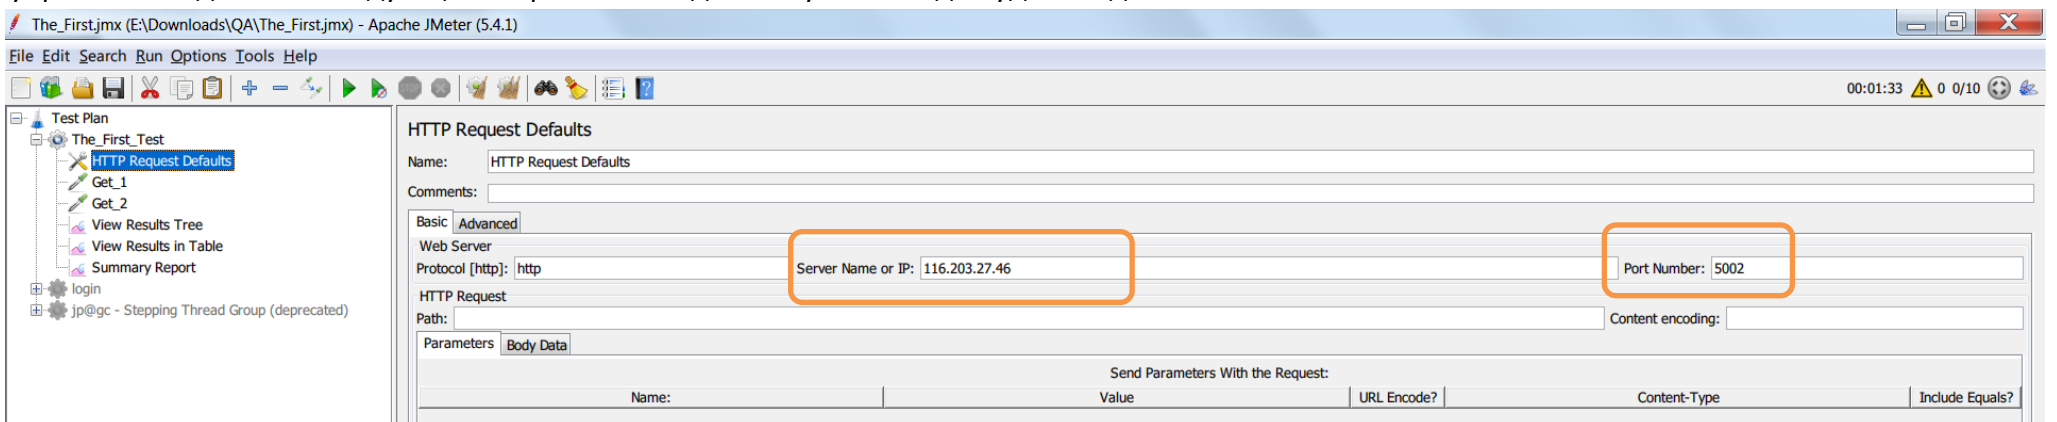 The_First.jmx (E:\Downloads\QA\The_First.jmx) - Apache JMeter (5.4.1)
File Edit Search Run Options Tools Help
00:01:33 0 0/10
Test Plan
The_First_Test
HTTP Request Defaults
Get_1
Get_2
View Results Tree
View Results in Table
Summary Report
login
jp@gc - Stepping Thread Group (deprecated)
HTTP Request Defaults
Name: HTTP Request Defaults
Comments:
Basic Advanced
Web Server
Protocol [http]: http Server Name or IP: 116.203.27.46 Port Number: 5002
HTTP Request
Path: Content encoding:
Parameters Body Data
Send Parameters With the Request:
Name: Value URL Encode? Content-Type Include Equals?